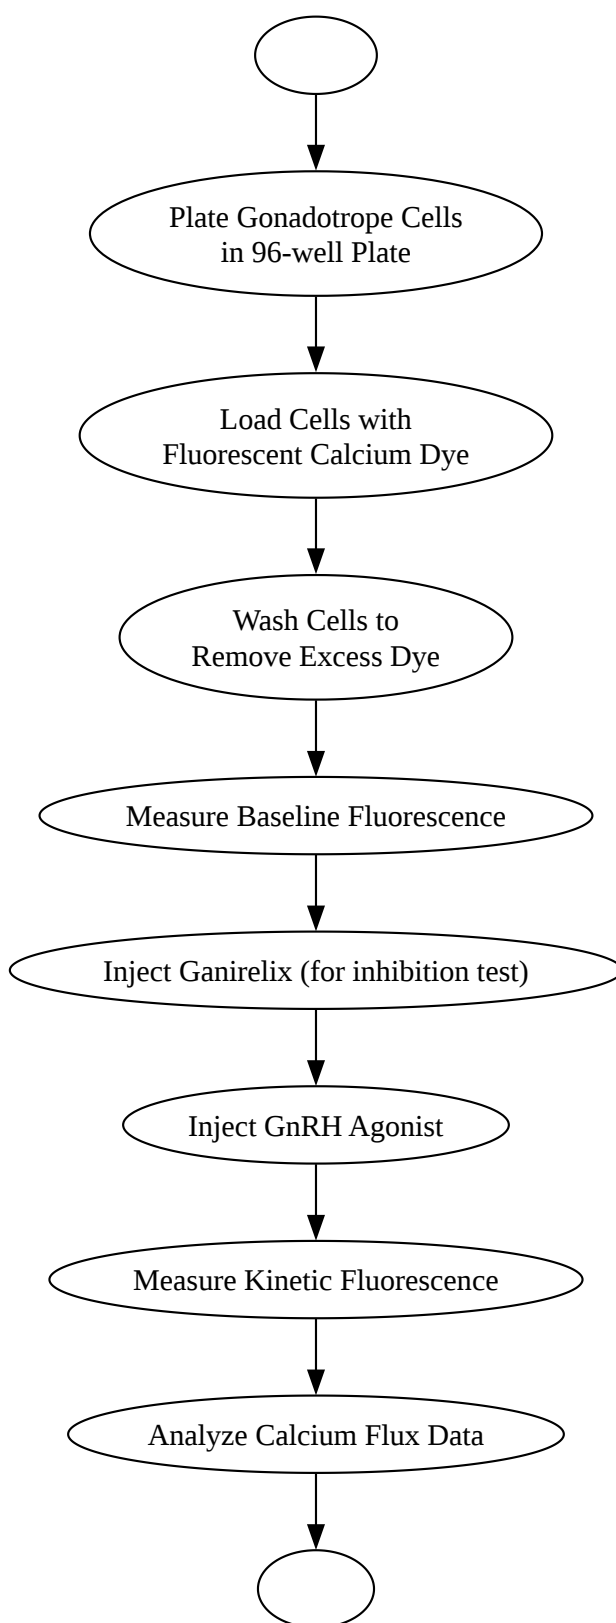 Plate Gonadotrope Cells
in 96-well Plate
Load Cells with
Fluorescent Calcium Dye
Wash Cells to
Remove Excess Dye
Measure Baseline Fluorescence
Inject Ganirelix (for inhibition test)
Inject GnRH Agonist
Measure Kinetic Fluorescence
Analyze Calcium Flux Data